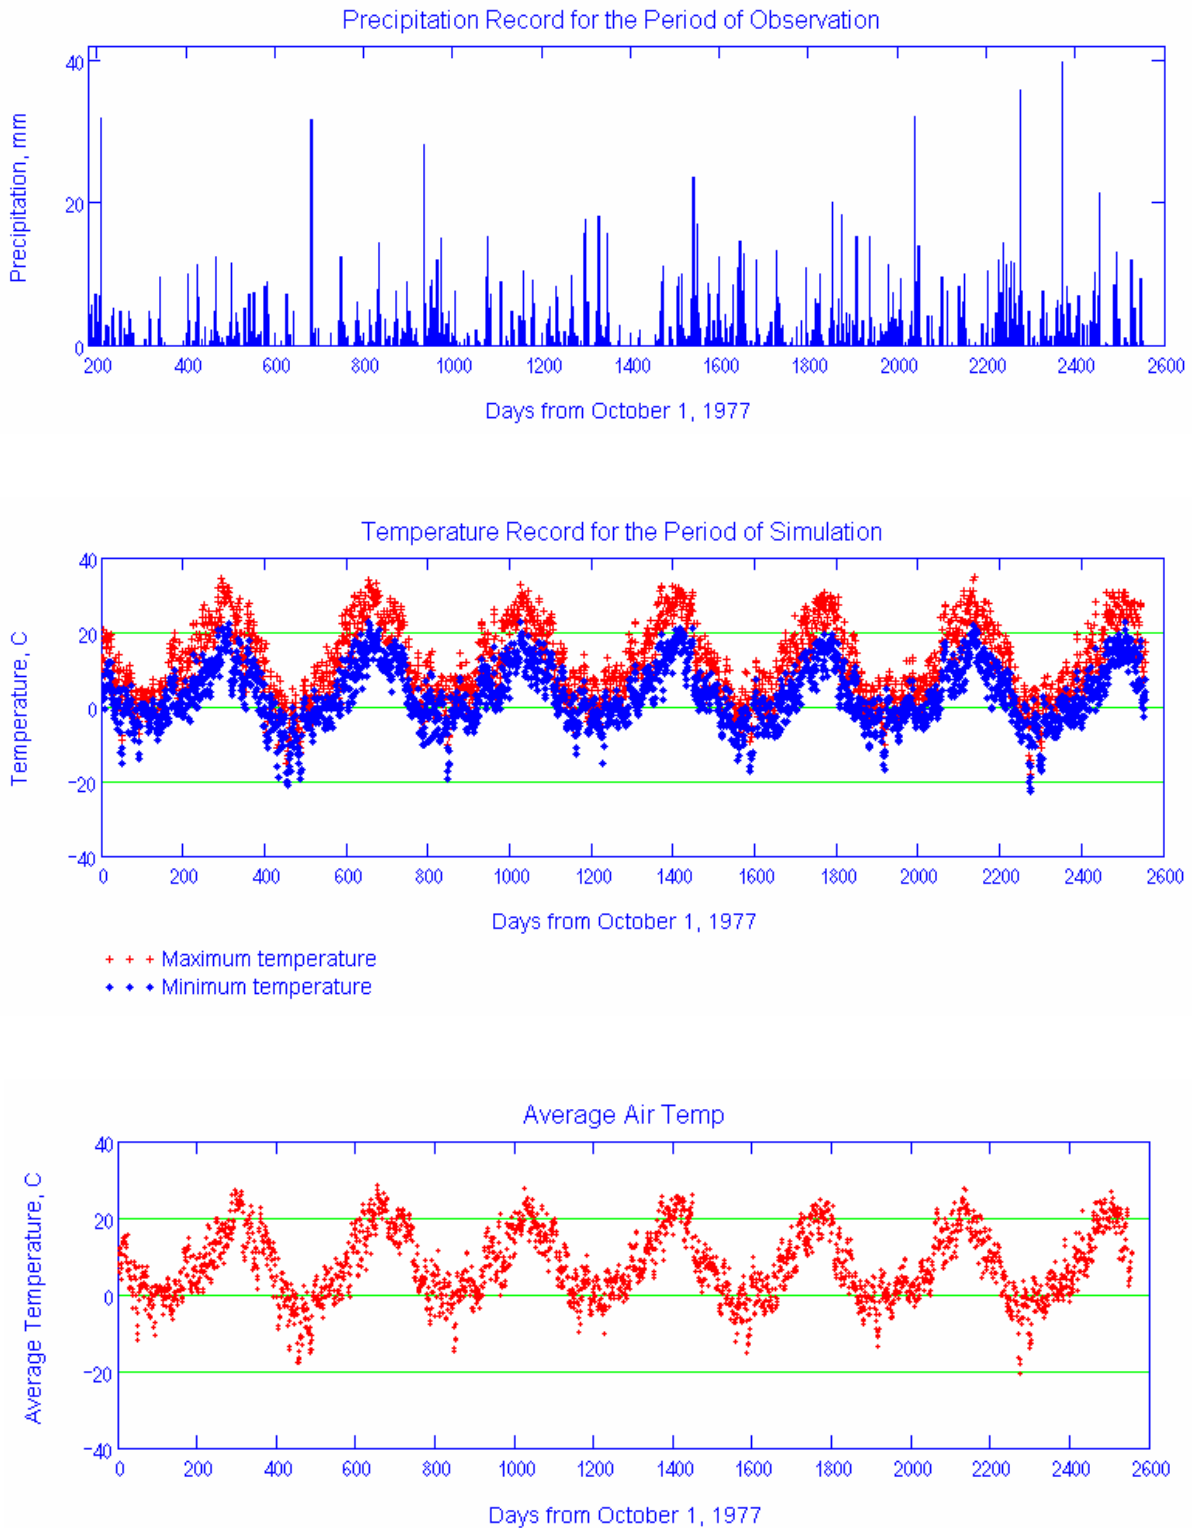 Precipitation Record for the Period of Observation
40
20
0
Precipitation, mm
200 400 600 800 1000 1200 1400 1600 1800 2000 2200 2400 2600
Days from October 1, 1977
Temperature Record for the Period of Simulation
40
20
0
−20
−40
Temperature, C
0 200 400 600 800 1000 1200 1400 1600 1800 2000 2200 2400 2600
Days from October 1, 1977
Maximum temperature
Minimum temperature
Average Air Temp
40
20
0
−20
−40
Average Temperature, C
0 200 400 600 800 1000 1200 1400 1600 1800 2000 2200 2400 2600
Days from October 1, 1977